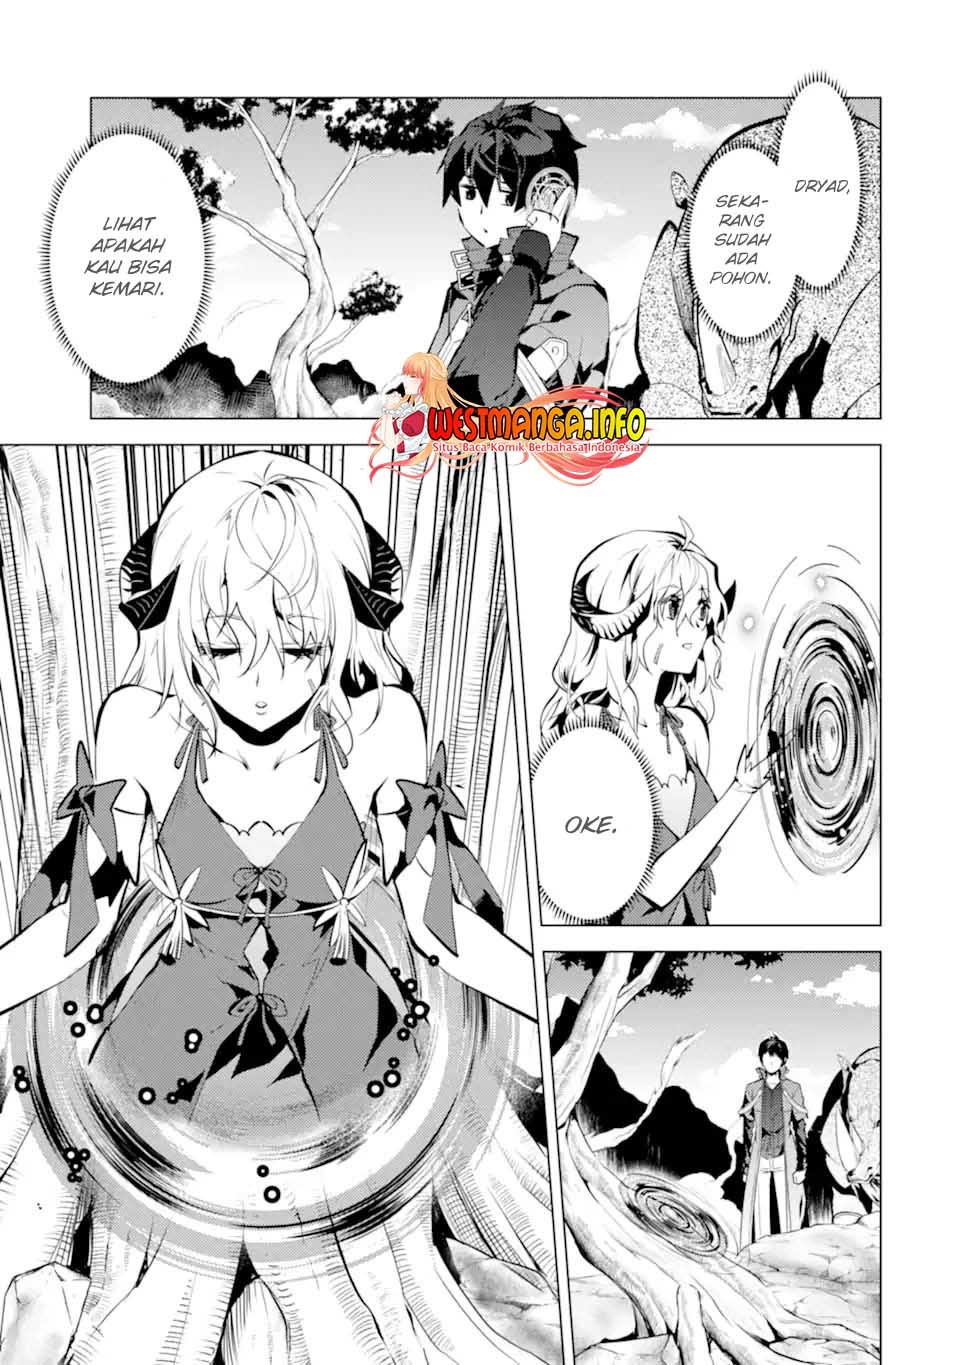 DRYAD,
SEKA-
RANG
SUDAH
ADA
POHON.
LIHAT
APAKAH
KAU BISA
KEMARI.
WESTMANGA.INFO
Situs Baca Komik Berbahasa Indonesia
OKE.